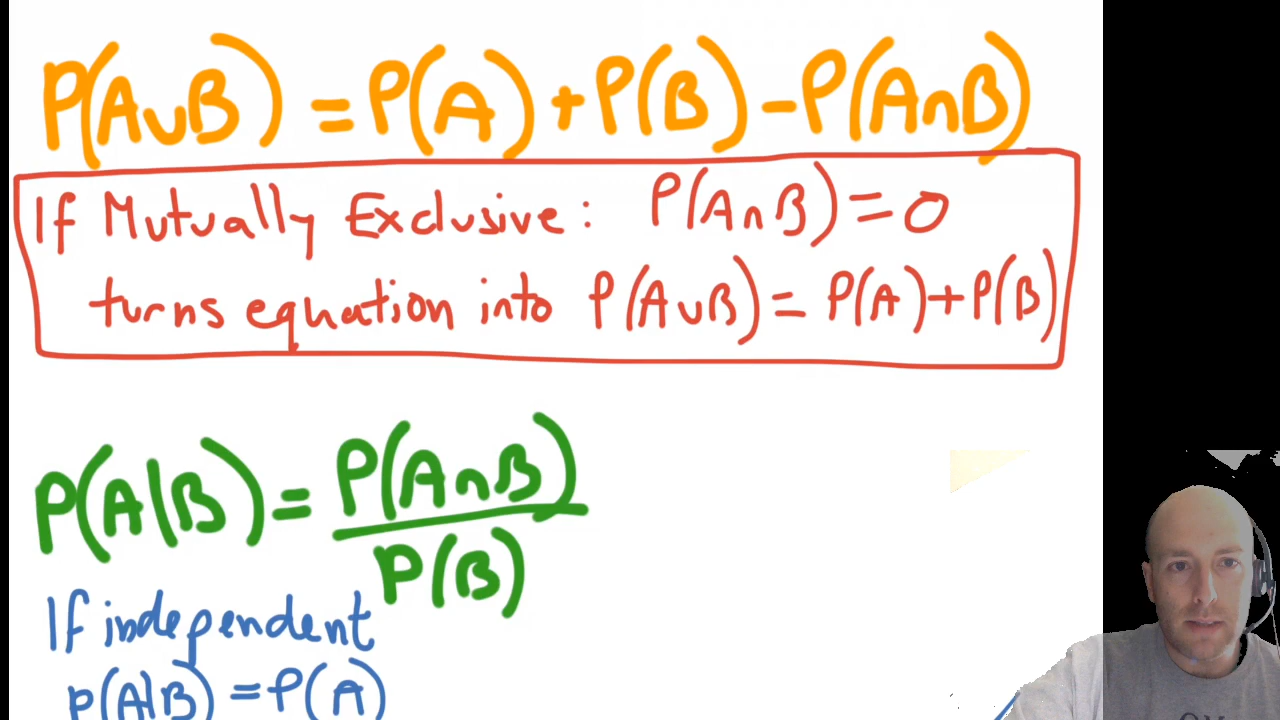 P(A∪B) = P(A) + P(B) - P(A∩B)
If Mutually Exclusive: P(A∩B) = 0
turns equation into P(A∪B) = P(A) + P(B)
P(A|B) = P(A∩B)
P(B)
If independent
P(A|B) = P(A)